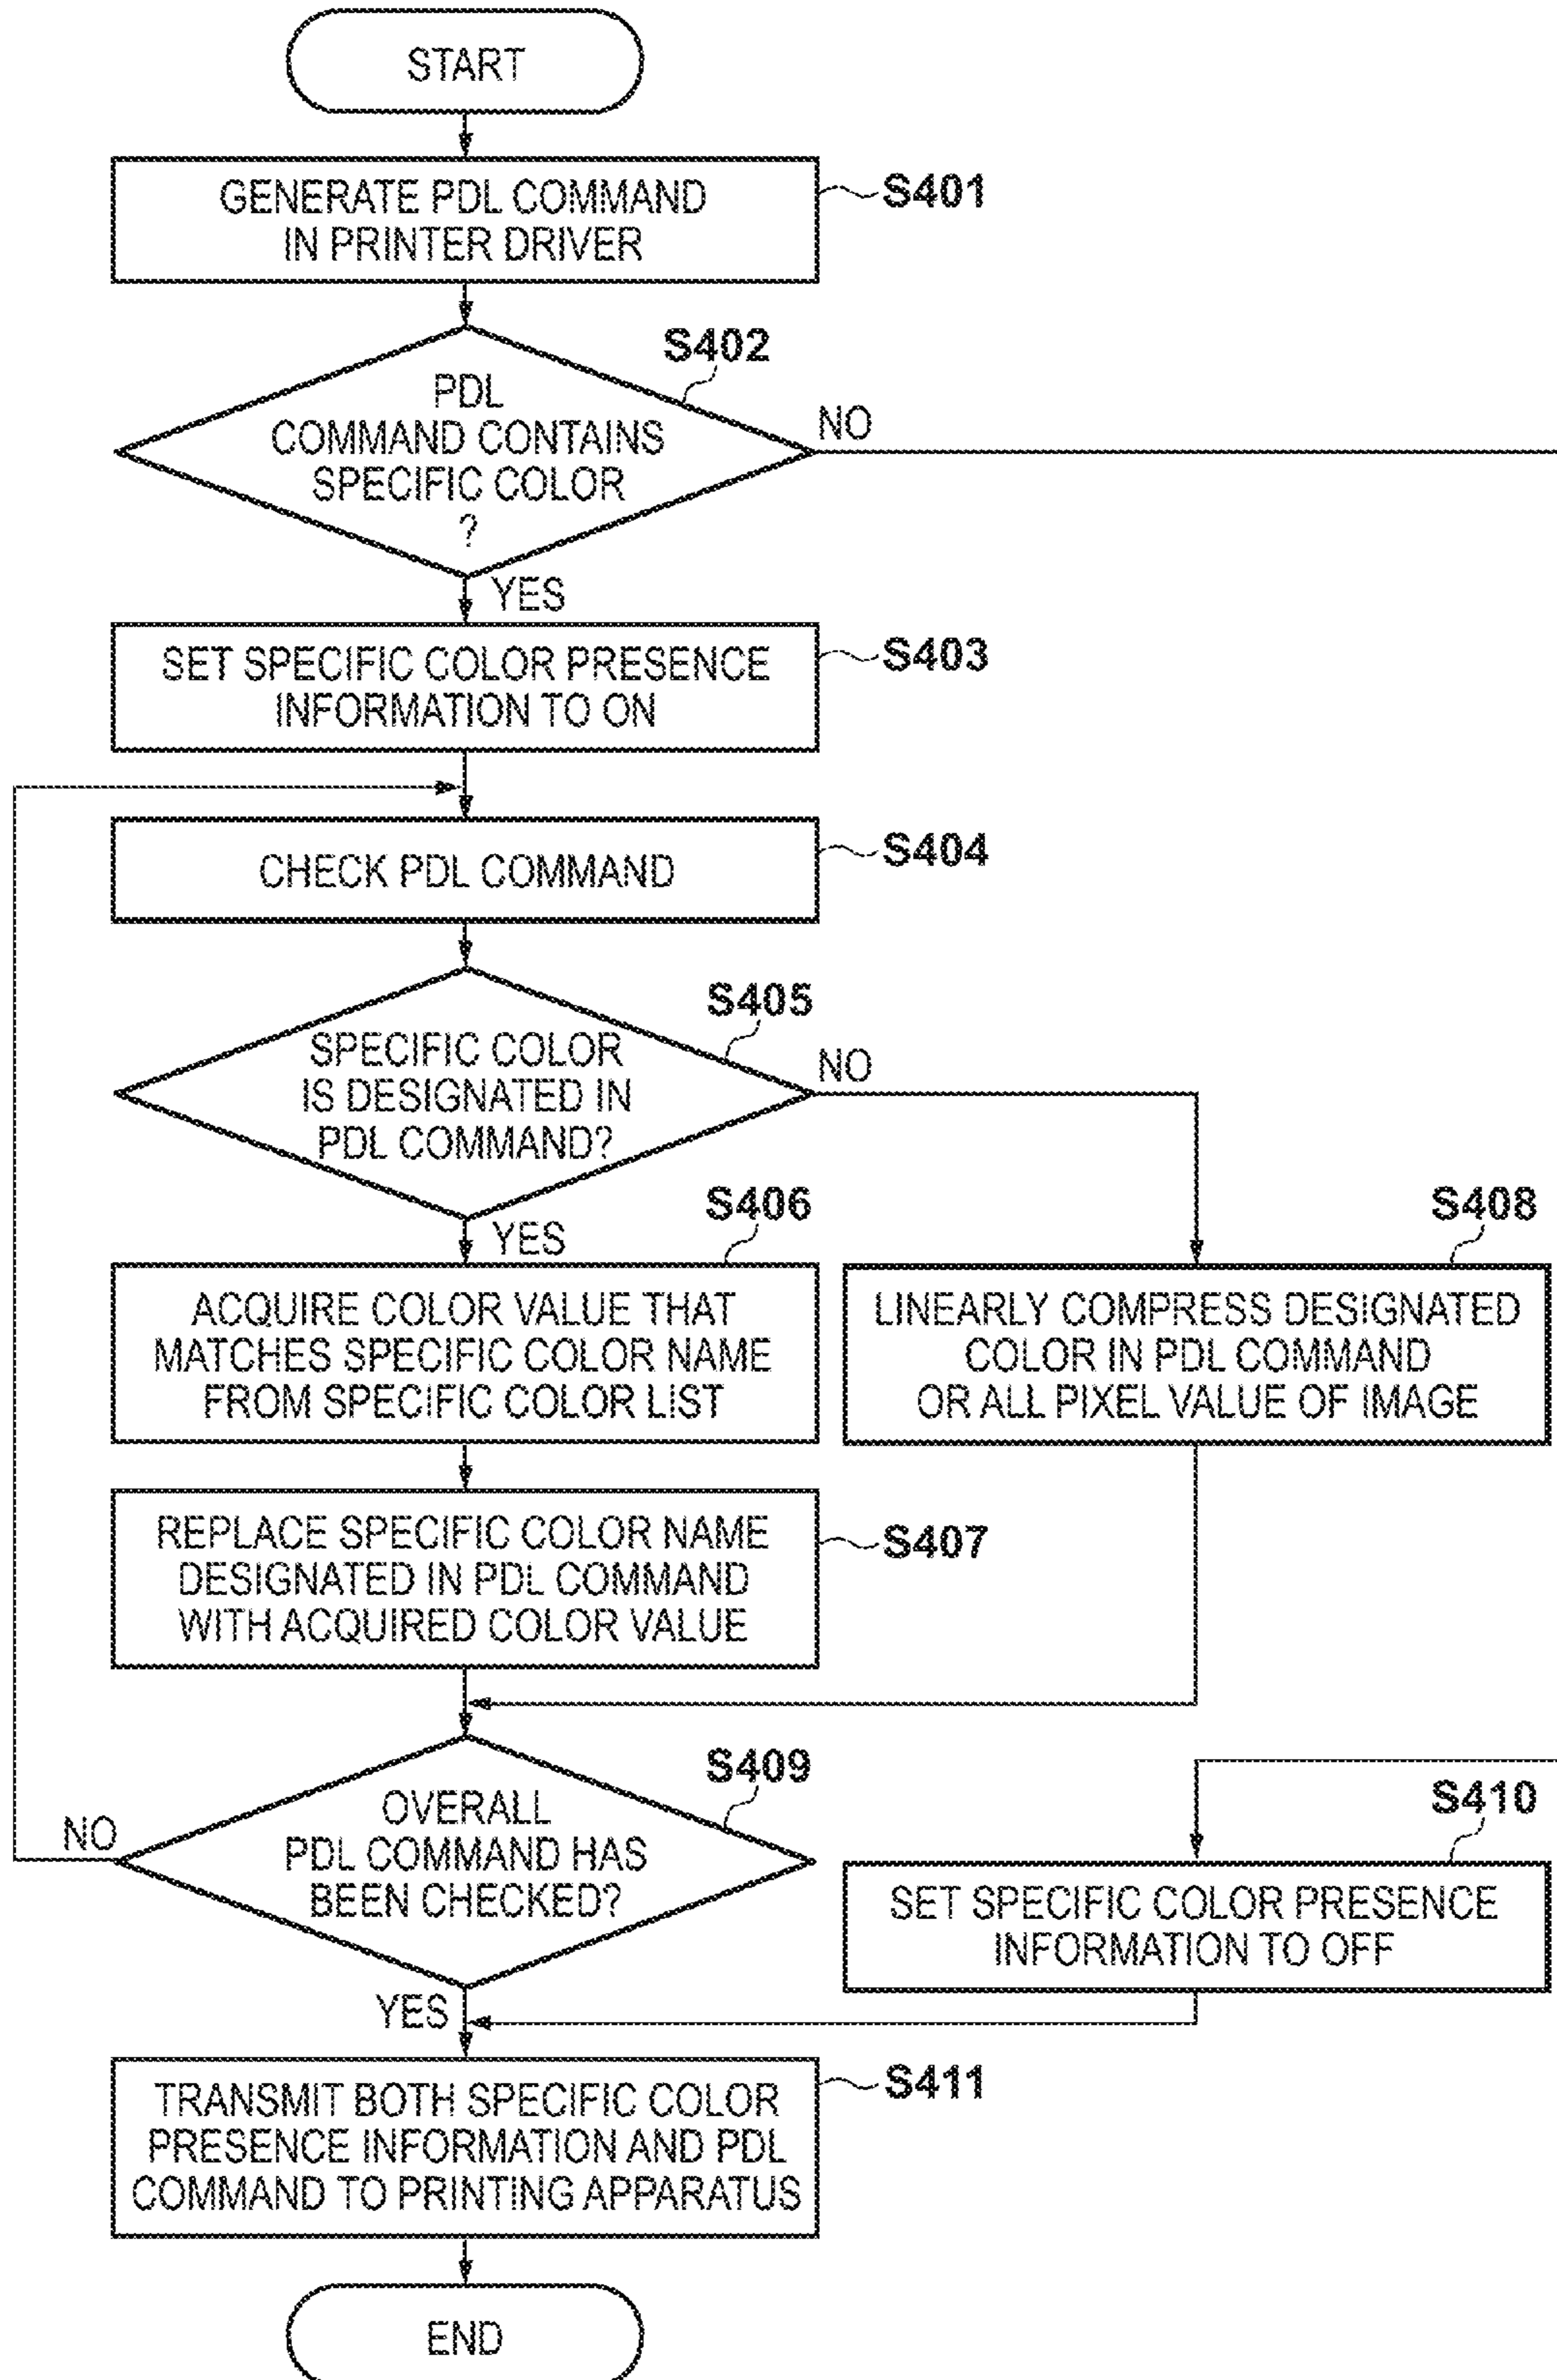 START
GENERATE PDL COMMAND
IN PRINTER DRIVER
S401
S402
PDL
COMMAND CONTAINS
SPECIFIC COLOR
?
NO
YES
SET SPECIFIC COLOR PRESENCE
INFORMATION TO ON
S403
CHECK PDL COMMAND
S404
S405
SPECIFIC COLOR
IS DESIGNATED IN
PDL COMMAND?
NO
YES
S406
ACQUIRE COLOR VALUE THAT
MATCHES SPECIFIC COLOR NAME
FROM SPECIFIC COLOR LIST
S408
LINEARLY COMPRESS DESIGNATED
COLOR IN PDL COMMAND
OR ALL PIXEL VALUE OF IMAGE
REPLACE SPECIFIC COLOR NAME
DESIGNATED IN PDL COMMAND
WITH ACQUIRED COLOR VALUE
S407
S409
OVERALL
PDL COMMAND HAS
BEEN CHECKED?
NO
YES
S410
SET SPECIFIC COLOR PRESENCE
INFORMATION TO OFF
TRANSMIT BOTH SPECIFIC COLOR
PRESENCE INFORMATION AND PDL
COMMAND TO PRINTING APPARATUS
S411
END